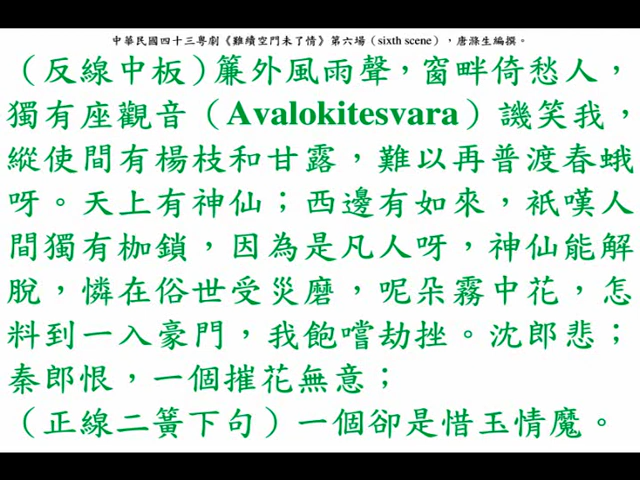 中華民國四十三粵劇《難續空門未了情》第六場（sixth scene），唐滌生編撰。
（反線中板）簾外風雨聲，窗畔倚愁人，
獨有座觀音（Avalokitesvara）譏笑我，
縱使間有楊枝和甘露，難以再普渡春蛾
呀。天上有神仙；西邊有如來，祇嘆人
間獨有枷鎖，因為是凡人呀，神仙能解
脫，憐在俗世受災磨，呢朵霧中花，怎
料到一入豪門，我飽嚐劫挫。沈郎悲；
秦郎恨，一個摧花無意；
（正線二簧下句）一個卻是惜玉情魔。